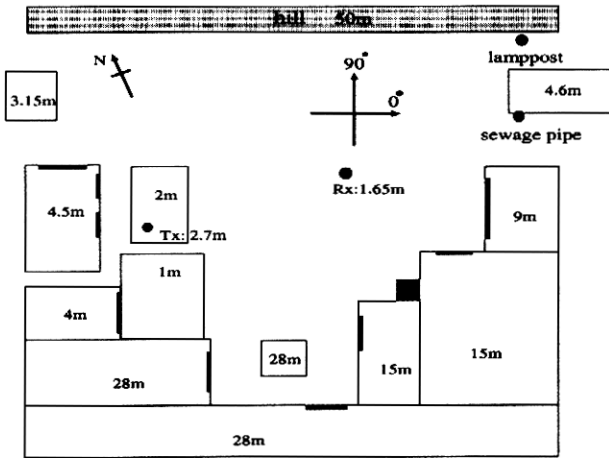 hill 50m
lamppost
N
90°
0°
3.15m
4.6m
sewage pipe
Rx:1.65m
4.5m
2m
9m
Tx: 2.7m
1m
4m
28m
15m
15m
28m
28m